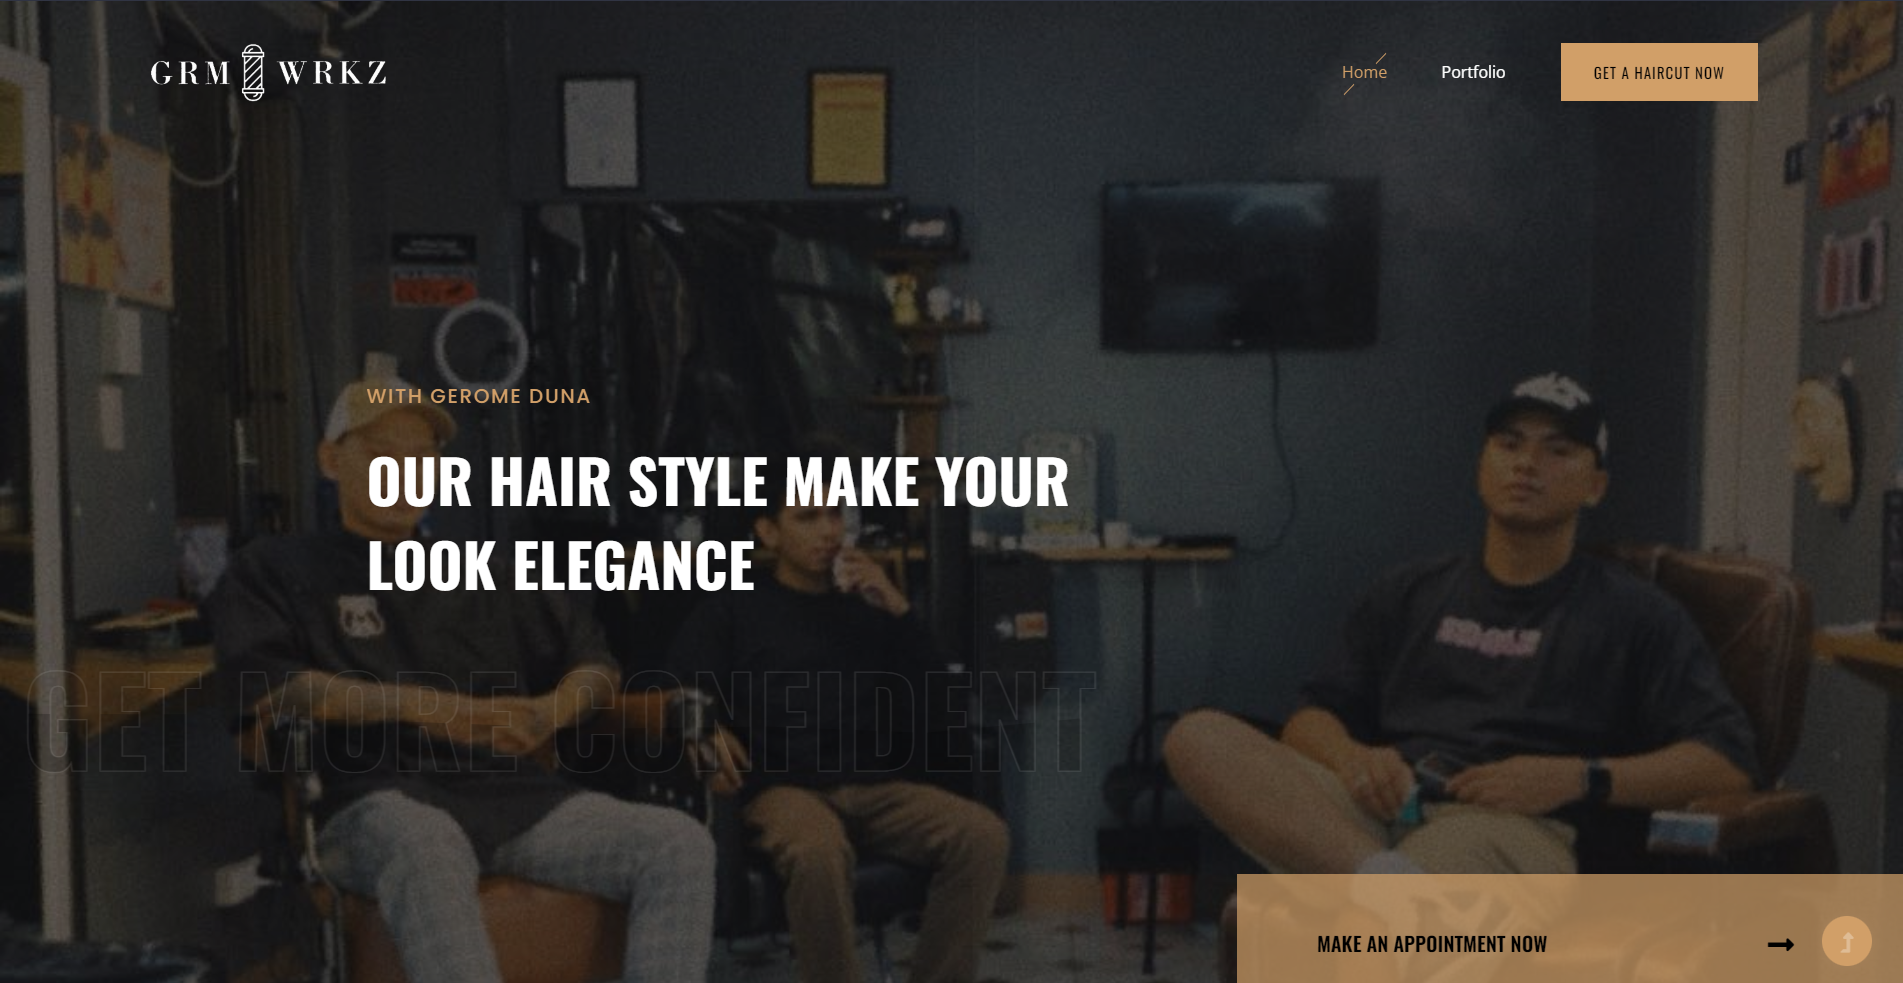 GRM WRKZ
Home
Portfolio
GET A HAIRCUT NOW
WITH GEROME DUNA
OUR HAIR STYLE MAKE YOUR
LOOK ELEGANCE
GET MORE CONFIDENT
MAKE AN APPOINTMENT NOW